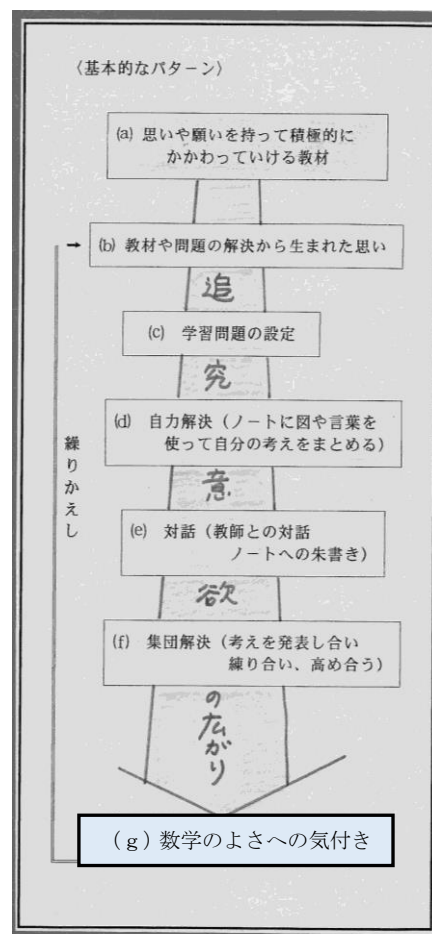 〈基本的なパターン〉
(a) 思いや願いを持って積極的に
かかわっていける教材
(b) 教材や問題の解決から生まれた思い
追
(c) 学習問題の設定
究
(d) 自力解決（ノートに図や言葉を
使って自分の考えをまとめる）
意
(e) 対話（教師との対話
ノートへの朱書き）
欲
(f) 集団解決（考えを発表し合い
練り合い、高め合う）
の広がり
（ｇ）数学のよさへの気付き
繰りかえし